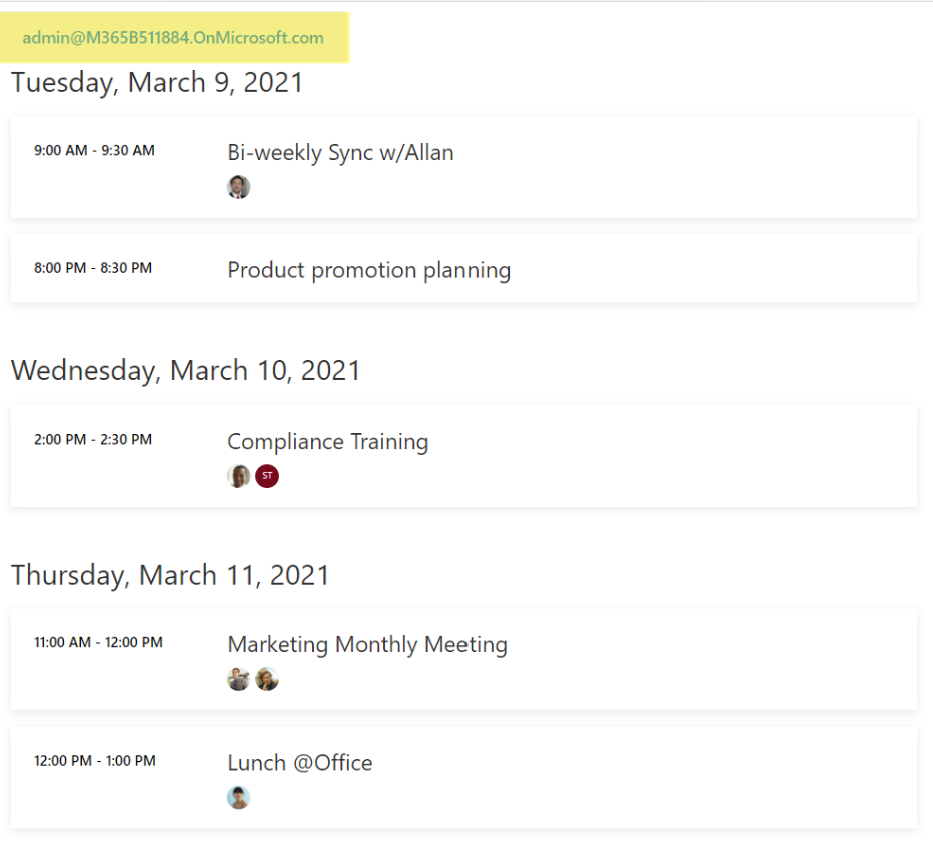 admin@M365B511884.OnMicrosoft.com
Tuesday, March 9, 2021
9:00 AM - 9:30 AM Bi-weekly Sync w/Allan
8:00 PM - 8:30 PM Product promotion planning
Wednesday, March 10, 2021
2:00 PM - 2:30 PM Compliance Training
ST
Thursday, March 11, 2021
11:00 AM - 12:00 PM Marketing Monthly Meeting
12:00 PM - 1:00 PM Lunch @Office